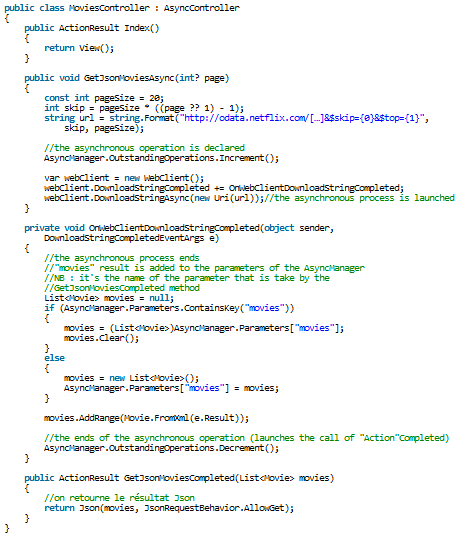 public class MoviesController : AsyncController
{
public ActionResult Index()
{
return View();
}
public void GetJsonMoviesAsync(int? page)
{
const int pageSize = 20;
int skip = pageSize * ((page ?? 1) - 1);
string url = string.Format("http://odata.netflix.com/[…]&$skip={0}&$top={1}",
skip, pageSize);
//the asynchronous operation is declared
AsyncManager.OutstandingOperations.Increment();
var webClient = new WebClient();
webClient.DownloadStringCompleted += OnWebClientDownloadStringCompleted;
webClient.DownloadStringAsync(new Uri(url));//the asynchronous process is launched
}
private void OnWebClientDownloadStringCompleted(object sender,
DownloadStringCompletedEventArgs e)
{
//the asynchronous process ends
//"movies" result is added to the parameters of the AsyncManager
//NB : it's the name of the parameter that is take by the
//GetJsonMoviesCompleted method
List<Movie> movies = null;
if (AsyncManager.Parameters.ContainsKey("movies"))
{
movies = (List<Movie>)AsyncManager.Parameters["movies"];
movies.Clear();
}
else
{
movies = new List<Movie>();
AsyncManager.Parameters["movies"] = movies;
}
movies.AddRange(Movie.FromXml(e.Result));
//the ends of the asynchronous operation (launches the call of "Action"Completed)
AsyncManager.OutstandingOperations.Decrement();
}
public ActionResult GetJsonMoviesCompleted(List<Movie> movies)
{
//on retourne le résultat Json
return Json(movies, JsonRequestBehavior.AllowGet);
}
}